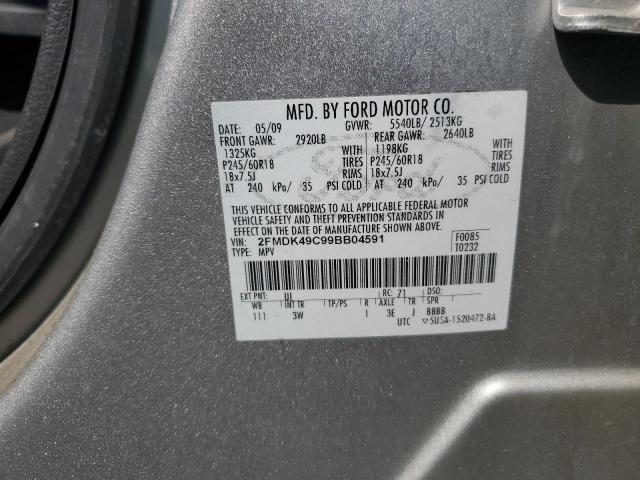 MFD. BY FORD MOTOR CO.
DATE: 05/09 GVWR: 5540LB/ 2513KG
FRONT GAWR: 2920LB REAR GAWR: 2640LB
1325KG WITH 1198KG WITH
P245/60R18 TIRES P245/60R18 TIRES
18x7.5J RIMS 18x7.5J RIMS
AT 240 kPa/ 35 PSI COLD AT 240 kPa/ 35 PSI COLD
THIS VEHICLE CONFORMS TO ALL APPLICABLE FEDERAL MOTOR
VEHICLE SAFETY AND THEFT PREVENTION STANDARDS IN
EFFECT ON THE DATE OF MANUFACTURE SHOWN ABOVE.
VIN: 2FMDK49C99BB04591 F0085
TYPE: MPV T0232
EXT PNT: UJ RC: 71 DSO:
WB INT TR TP/PS R AXLE TR SPR
111 3W 1 3E J BBBB
UTC ▽5U5A-1520472-BA